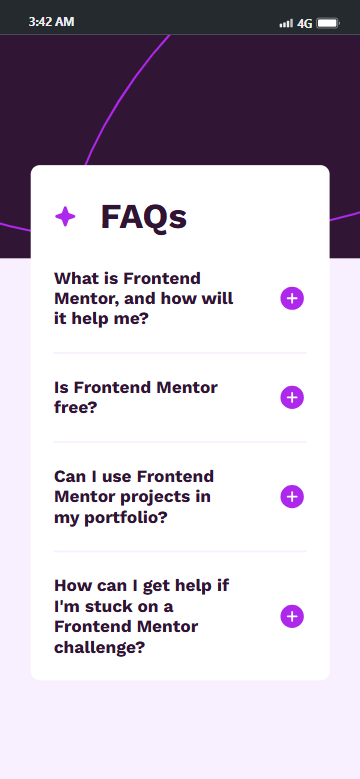 3:42 AM
4G
FAQs
What is Frontend
Mentor, and how will
it help me?
Is Frontend Mentor
free?
Can I use Frontend
Mentor projects in
my portfolio?
How can I get help if
I'm stuck on a
Frontend Mentor
challenge?